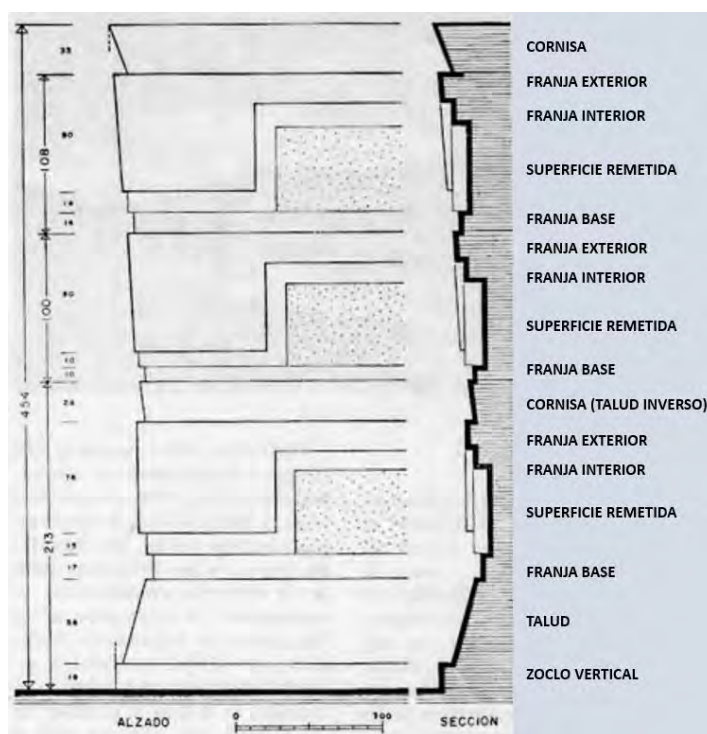 CORNISA
FRANJA EXTERIOR
FRANJA INTERIOR
SUPERFICIE REMETIDA
FRANJA BASE
FRANJA EXTERIOR
FRANJA INTERIOR
SUPERFICIE REMETIDA
FRANJA BASE
CORNISA (TALUD INVERSO)
FRANJA EXTERIOR
FRANJA INTERIOR
SUPERFICIE REMETIDA
FRANJA BASE
TALUD
ZOCLO VERTICAL
454
108
100
213
ALZADO
0
100
SECCION